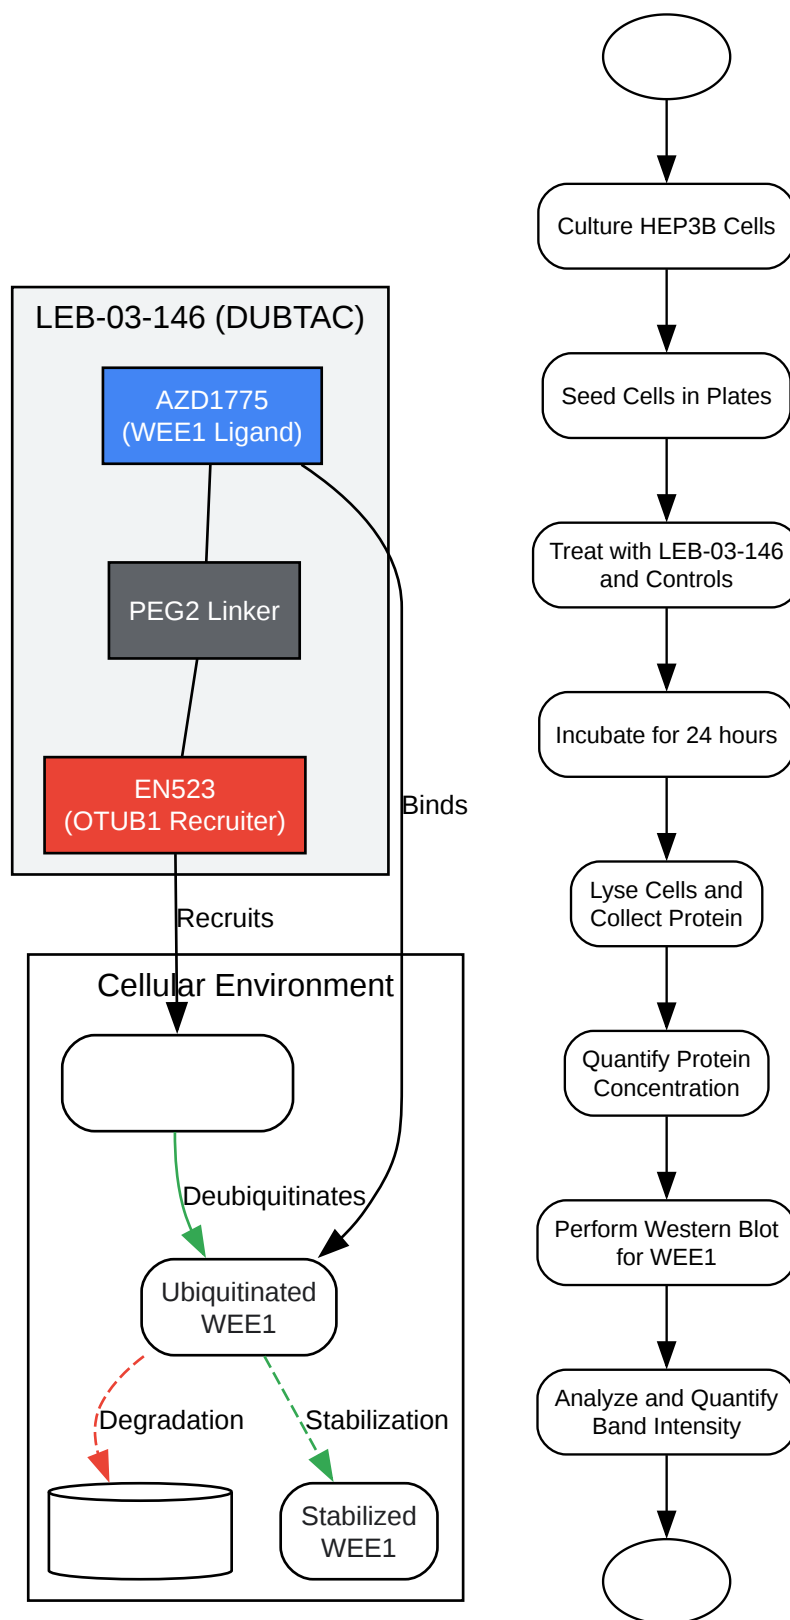 LEB-03-146 (DUBTAC)
AZD1775
(WEE1 Ligand)
PEG2 Linker
EN523
(OTUB1 Recruiter)
Binds
Recruits
Cellular Environment
Deubiquitinates
Ubiquitinated
WEE1
Degradation
Stabilization
Stabilized
WEE1
Culture HEP3B Cells
Seed Cells in Plates
Treat with LEB-03-146
and Controls
Incubate for 24 hours
Lyse Cells and
Collect Protein
Quantify Protein
Concentration
Perform Western Blot
for WEE1
Analyze and Quantify
Band Intensity